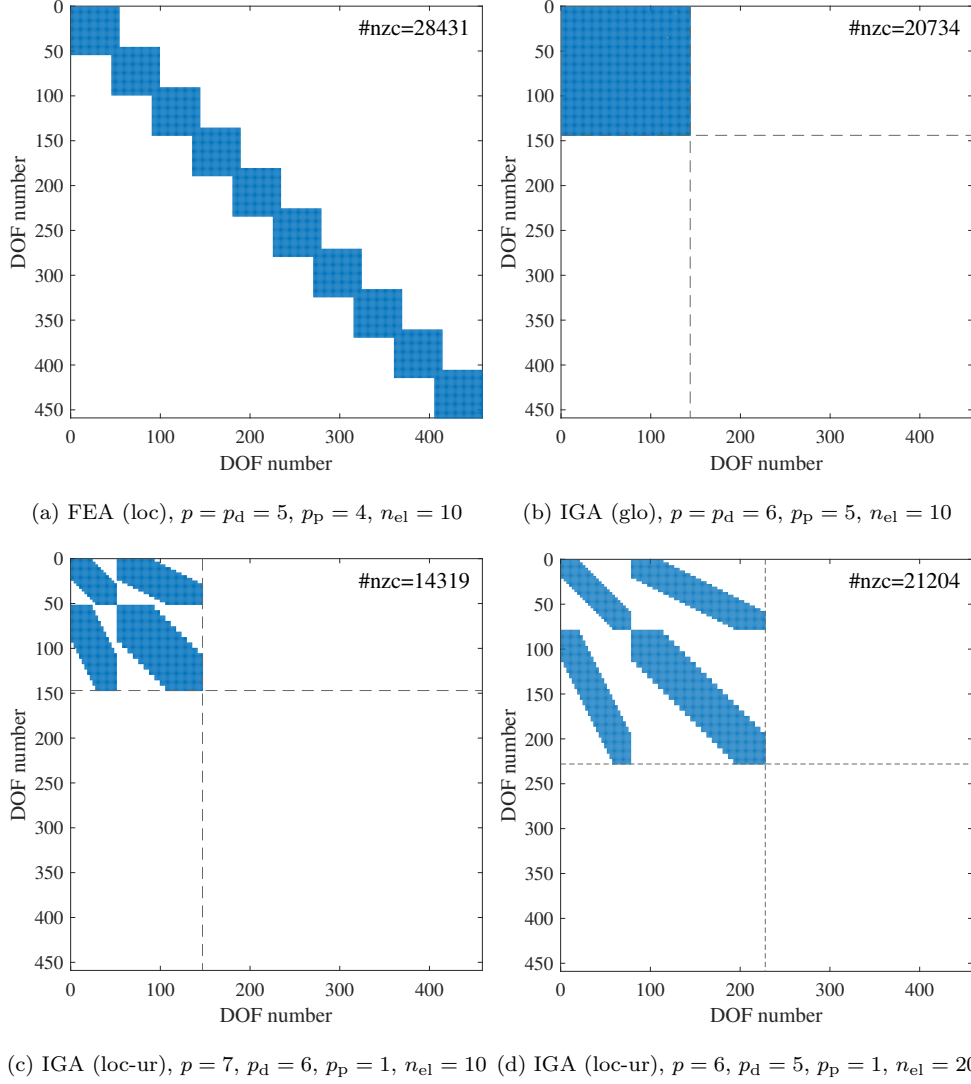 #nzc=28431
0
50
100
150
200
250
300
350
400
450
DOF number
0 100 200 300 400
DOF number
(a) FEA (loc), p = p_d = 5, p_p = 4, n_el = 10
#nzc=20734
0
50
100
150
200
250
300
350
400
450
DOF number
0 100 200 300 400
DOF number
(b) IGA (glo), p = p_d = 6, p_p = 5, n_el = 10
#nzc=14319
0
50
100
150
200
250
300
350
400
450
DOF number
0 100 200 300 400
DOF number
(c) IGA (loc-ur), p = 7, p_d = 6, p_p = 1, n_el = 10
#nzc=21204
0
50
100
150
200
250
300
350
400
450
DOF number
0 100 200 300 400
DOF number
(d) IGA (loc-ur), p = 6, p_d = 5, p_p = 1, n_el = 20